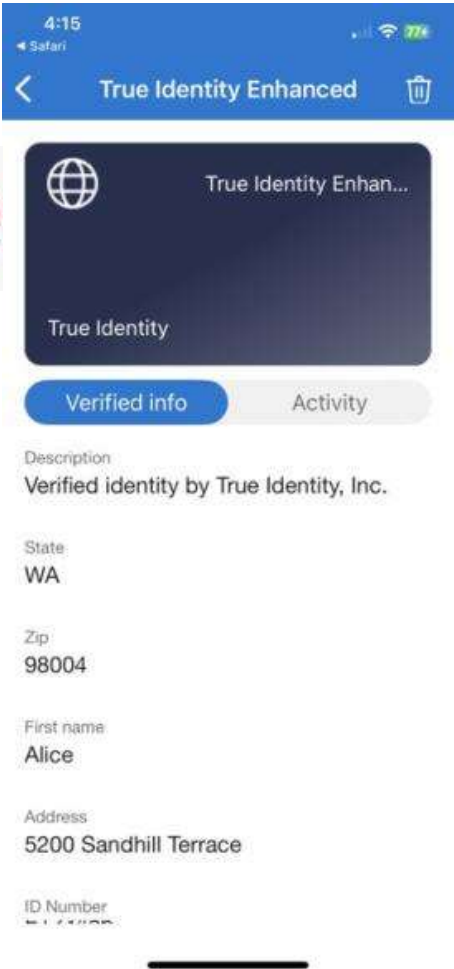 4:15
◀ Safari
77
True Identity Enhanced
True Identity Enhan...
True Identity
Verified info
Activity
Description
Verified identity by True Identity, Inc.
State
WA
Zip
98004
First name
Alice
Address
5200 Sandhill Terrace
ID Number